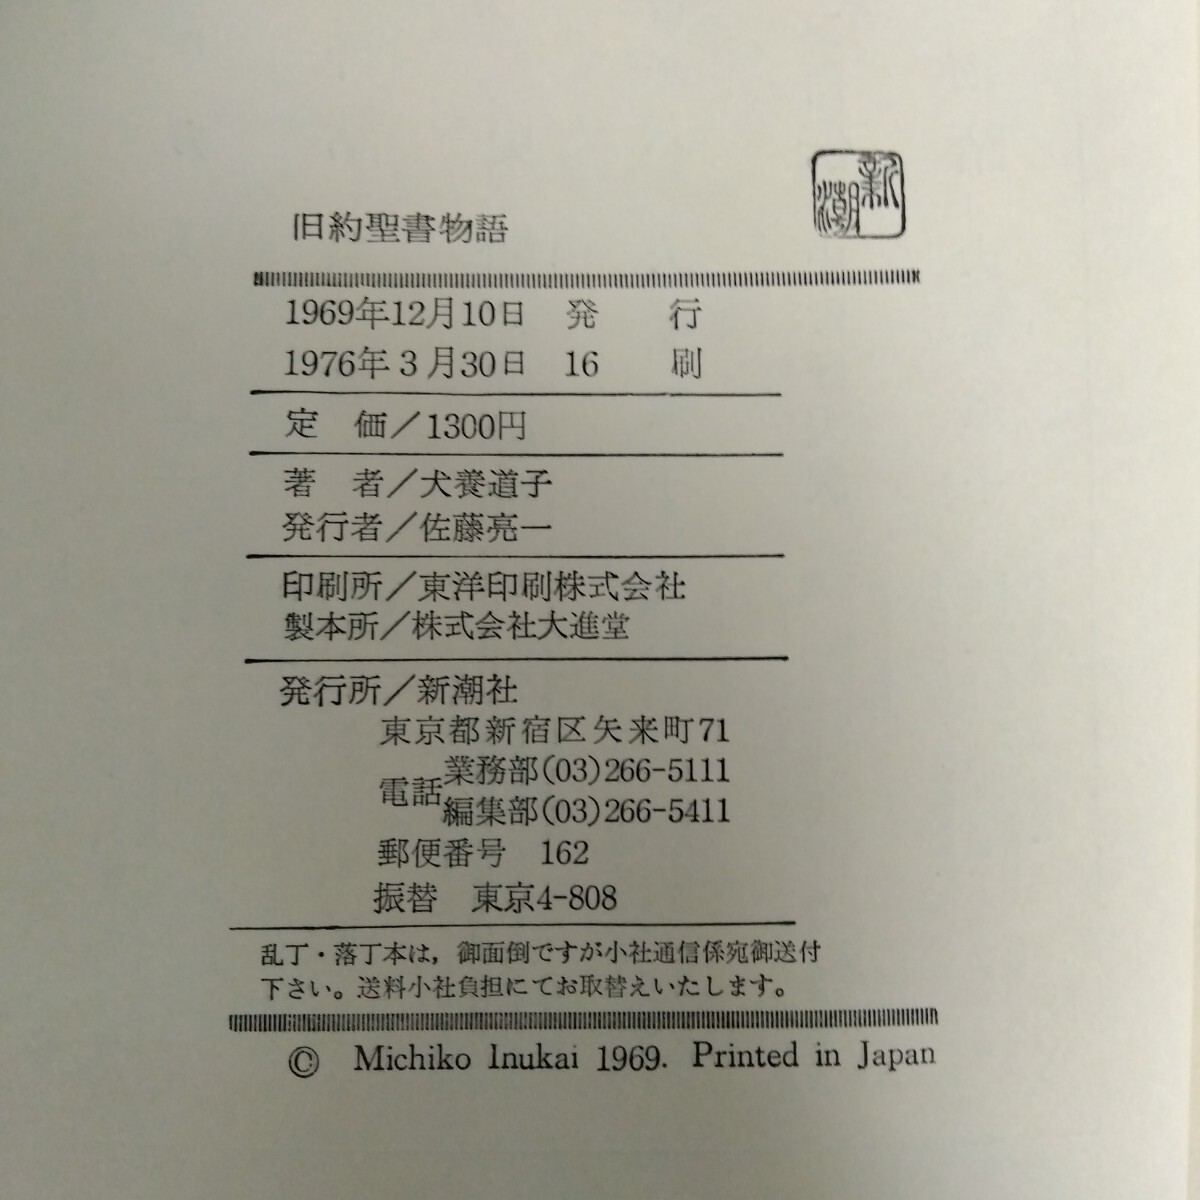 新潮
旧約聖書物語
1969年12月10日　発　行
1976年3月30日　16　刷
定　価／1300円
著　者／犬養道子
発行者／佐藤亮一
印刷所／東洋印刷株式会社
製本所／株式会社大進堂
発行所／新潮社
東京都新宿区矢来町71
電話 業務部(03)266-5111
編集部(03)266-5411
郵便番号　162
振替　東京4-808
乱丁・落丁本は，御面倒ですが小社通信係宛御送付
下さい。送料小社負担にてお取替えいたします。
© Michiko Inukai 1969. Printed in Japan